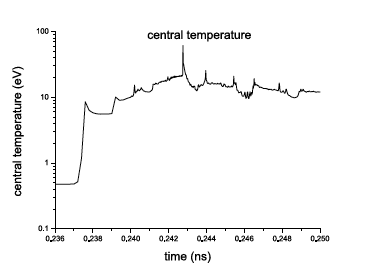 central temperature
100
10
1
0.1
central temperature (eV)
0.236 0.238 0.240 0.242 0.244 0.246 0.248 0.250
time (ns)